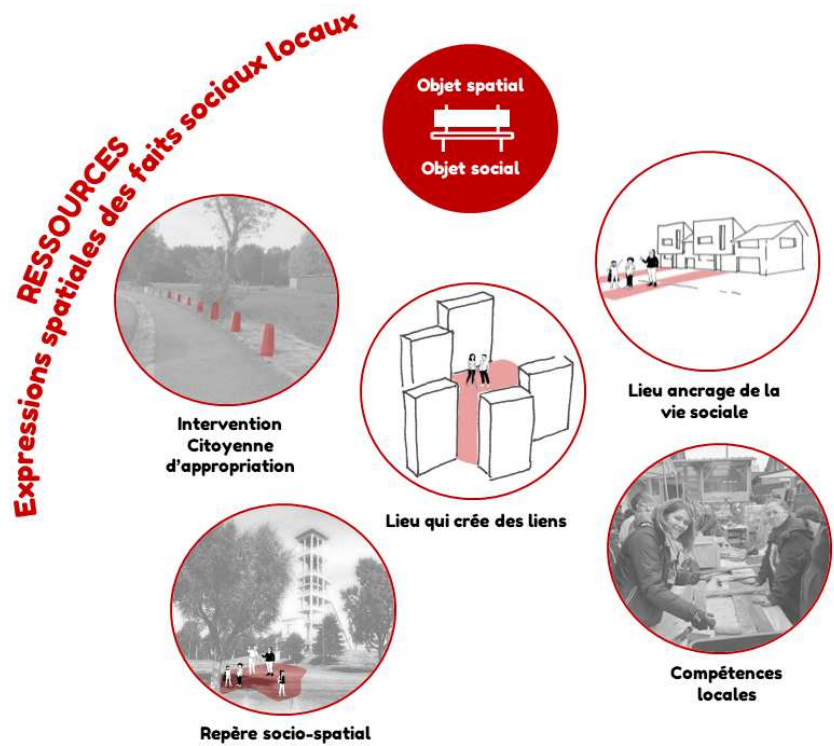 RESSOURCES
Expressions spatiales des faits sociaux locaux
Objet spatial
Objet social
Intervention
Citoyenne
d'appropriation
Lieu qui crée des liens
Lieu ancrage de la
vie sociale
Repère socio-spatial
Compétences
locales